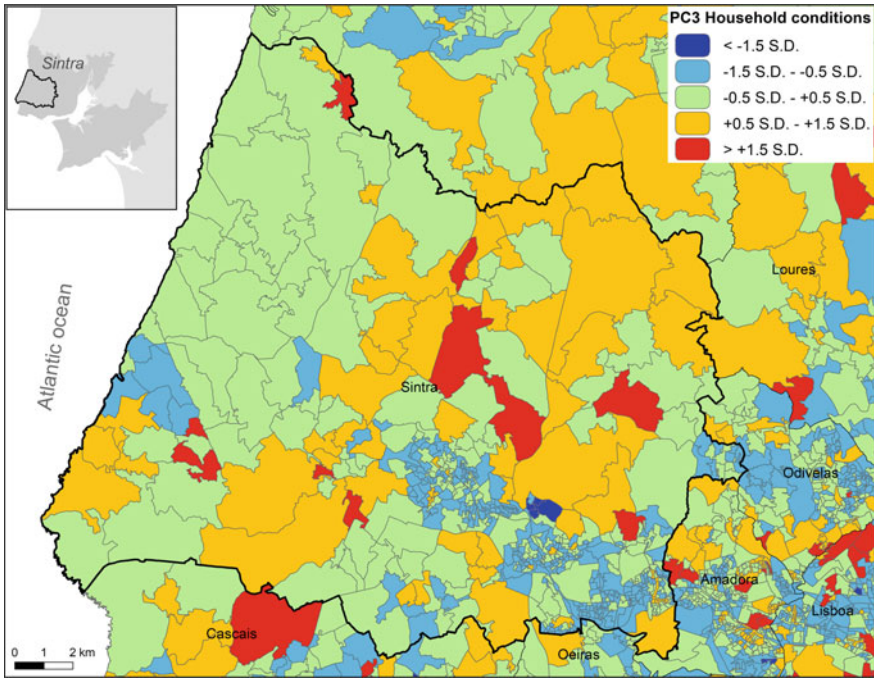 Sintra
PC3 Household conditions
< -1.5 S.D.
-1.5 S.D. - -0.5 S.D.
-0.5 S.D. - +0.5 S.D.
+0.5 S.D. - +1.5 S.D.
> +1.5 S.D.
Loures
Atlantic ocean
Sintra
Odivelas
Amadora
Lisboa
Cascais
Oeiras
0 1 2 km